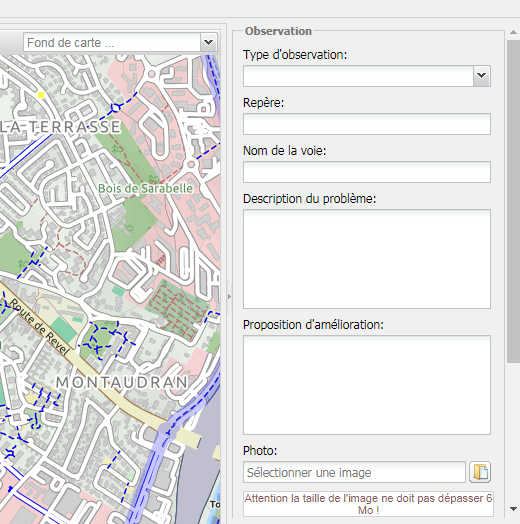 Fond de carte ...
LA TERRASSE
Bois de Sarabelle
Route de Revel
MONTAUDRAN
To
Observation
Type d'observation:
Repère:
Nom de la voie:
Description du problème:
Proposition d'amélioration:
Photo:
Sélectionner une image
Attention la taille de l'image ne doit pas dépasser 6
Mo !